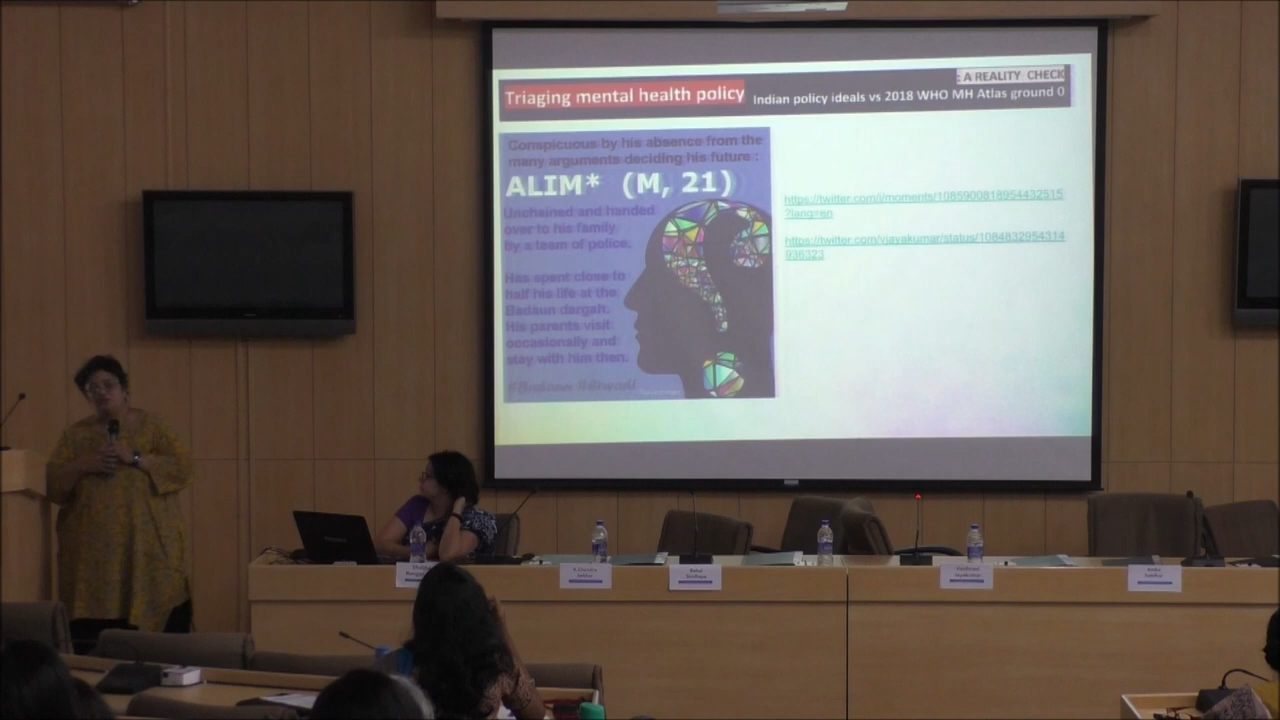 : A REALITY CHECK
Triaging mental health policy Indian policy ideals vs 2018 WHO MH Atlas ground 0
Conspicuous by his absence from the
many arguments deciding his future :
ALIM* (M, 21)
Unchained and handed
over to his family
by a team of police.
Has spent close to
half his life at the
Badaun dargah.
His parents visit
occasionally and
stay with him then.
https://twitter.com/i/moments/1085900818954432515
?lang=en
https://twitter.com/vjayakumar/status/1084832954314
936323